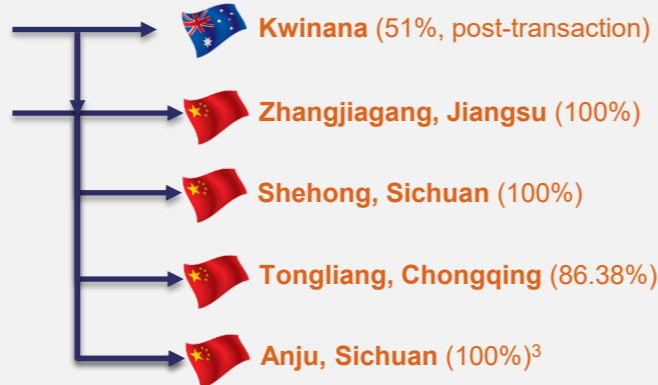 Kwinana (51%, post-transaction)
Zhangjiagang, Jiangsu (100%)
Shehong, Sichuan (100%)
Tongliang, Chongqing (86.38%)
Anju, Sichuan (100%)³